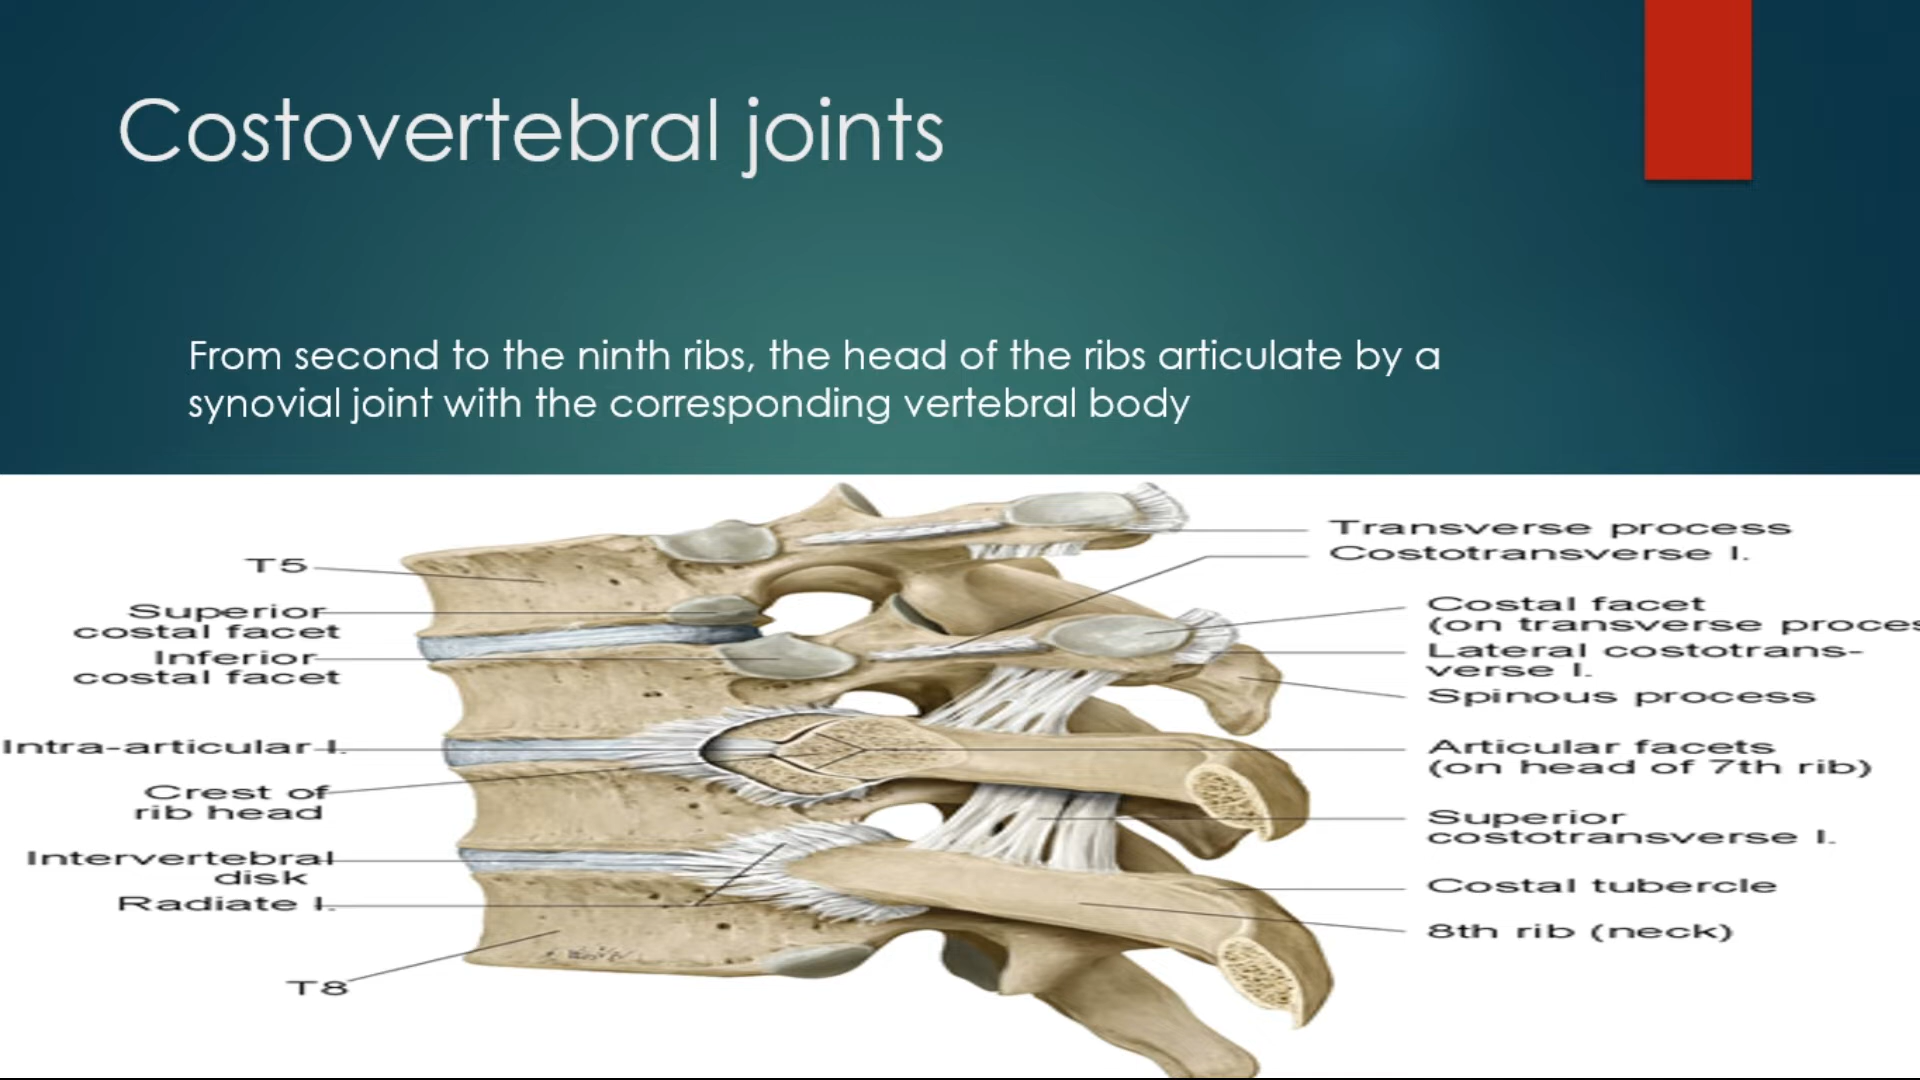 Costovertebral joints
From second to the ninth ribs, the head of the ribs articulate by a
synovial joint with the corresponding vertebral body
T5
Superior
costal facet
Inferior
costal facet
Intra-articular l.
Crest of
rib head
Intervertebral
disk
Radiate l.
T8
Transverse process
Costotransverse l.
Costal facet
(on transverse proces
Lateral costotrans-
verse l.
Spinous process
Articular facets
(on head of 7th rib)
Superior
costotransverse l.
Costal tubercle
8th rib (neck)